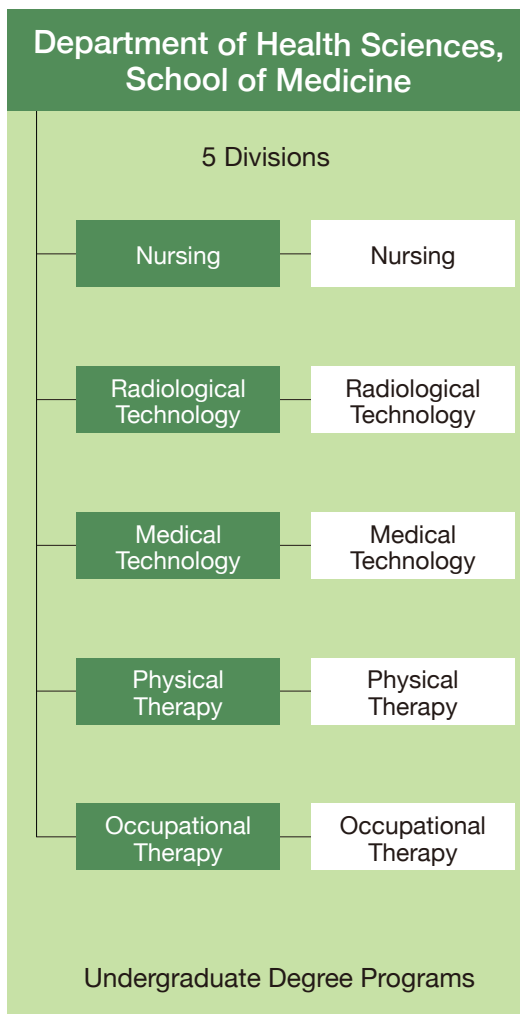 Department of Health Sciences,
School of Medicine
5 Divisions
Nursing
Nursing
Radiological
Technology
Radiological
Technology
Medical
Technology
Medical
Technology
Physical
Therapy
Physical
Therapy
Occupational
Therapy
Occupational
Therapy
Undergraduate Degree Programs